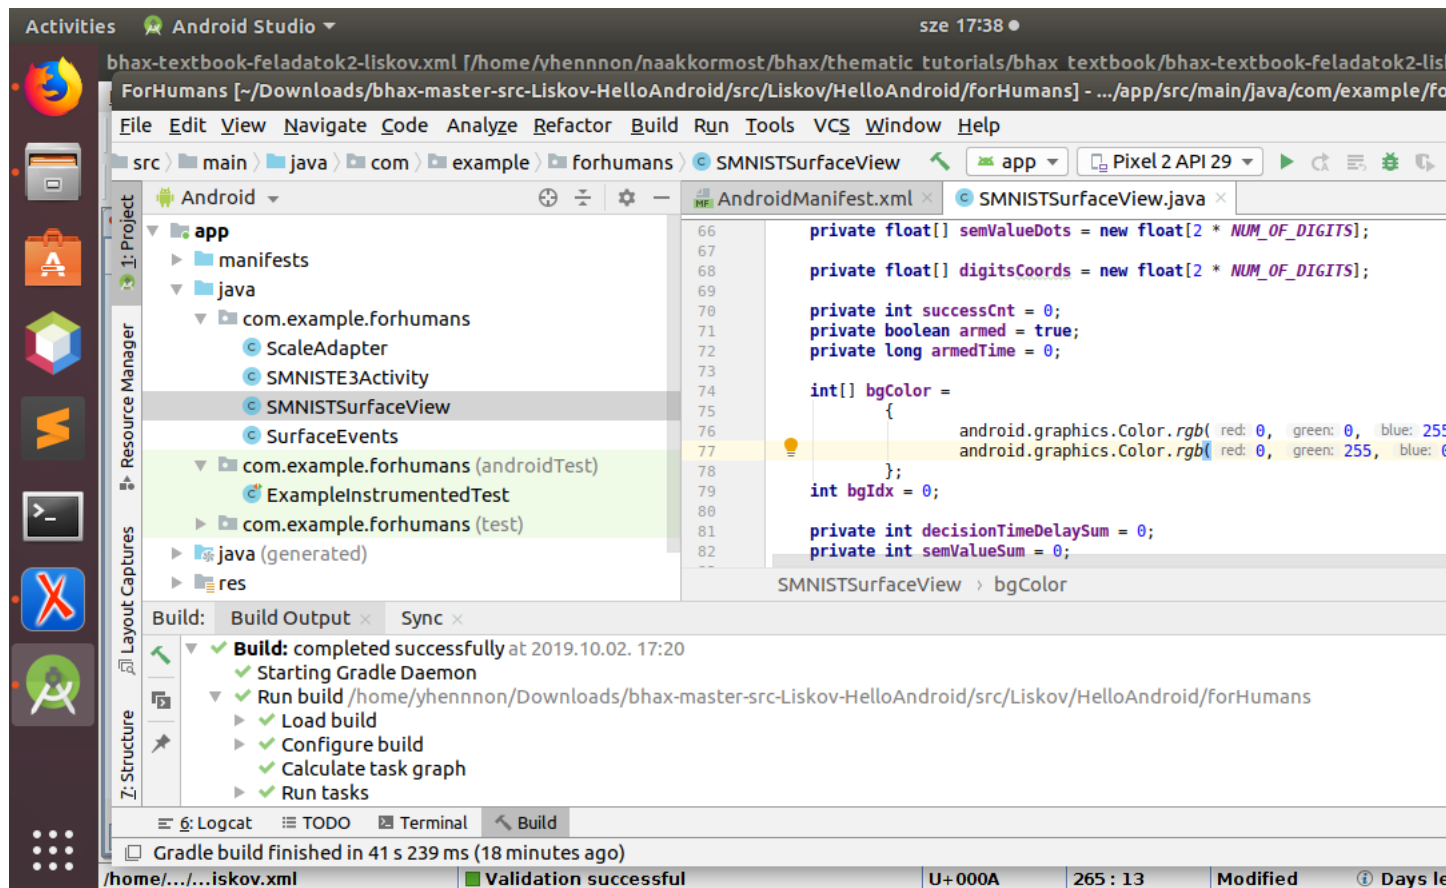 Activities Android Studio sze 17:38
bhax-textbook-feladatok2-liskov.xml [/home/yhennnon/naakkormost/bhax/thematic_tutorials/bhax_textbook/bhax-textbook-feladatok2-lis
ForHumans [~/Downloads/bhax-master-src-Liskov-HelloAndroid/src/Liskov/HelloAndroid/forHumans] - .../app/src/main/java/com/example/fo
File Edit View Navigate Code Analyze Refactor Build Run Tools VCS Window Help
src main java com example forhumans SMNISTSurfaceView app Pixel 2 API 29
1: Project
Resource Manager
Layout Captures
Z: Structure
Android
app
manifests
java
com.example.forhumans
ScaleAdapter
SMNISTE3Activity
SMNISTSurfaceView
SurfaceEvents
com.example.forhumans (androidTest)
ExampleInstrumentedTest
com.example.forhumans (test)
java (generated)
res
AndroidManifest.xml SMNISTSurfaceView.java
66 private float[] semValueDots = new float[2 * NUM_OF_DIGITS];
67
68 private float[] digitsCoords = new float[2 * NUM_OF_DIGITS];
69
70 private int successCnt = 0;
71 private boolean armed = true;
72 private long armedTime = 0;
73
74 int[] bgColor =
75 {
76 android.graphics.Color.rgb( red: 0, green: 0, blue: 255
77 android.graphics.Color.rgb( red: 0, green: 255, blue: 0
78 };
79 int bgIdx = 0;
80
81 private int decisionTimeDelaySum = 0;
82 private int semValueSum = 0;
SMNISTSurfaceView › bgColor
Build: Build Output Sync
Build: completed successfully at 2019.10.02. 17:20
Starting Gradle Daemon
Run build /home/yhennnon/Downloads/bhax-master-src-Liskov-HelloAndroid/src/Liskov/HelloAndroid/forHumans
Load build
Configure build
Calculate task graph
Run tasks
6: Logcat TODO Terminal Build
Gradle build finished in 41 s 239 ms (18 minutes ago)
/home/.../...iskov.xml Validation successful U+000A 265 : 13 Modified Days le